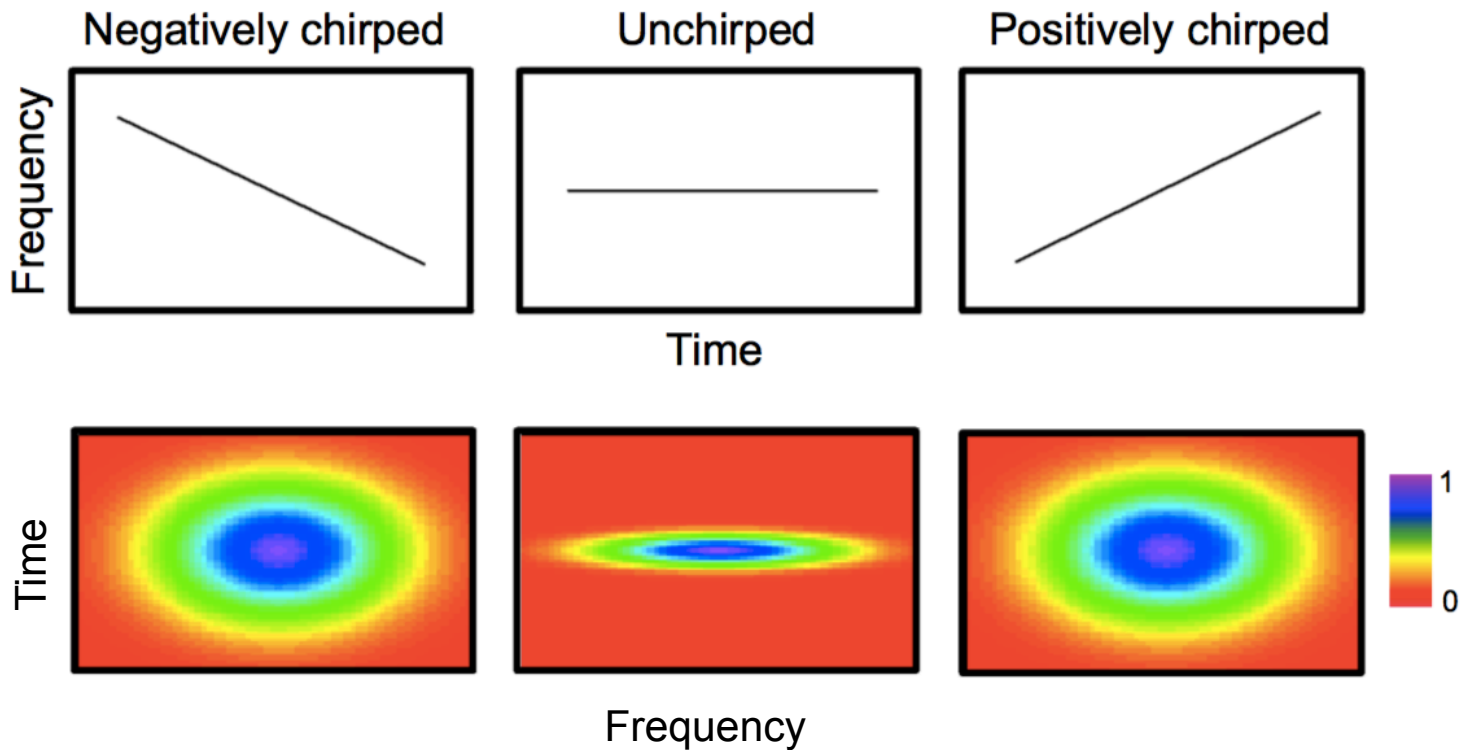 Negatively chirped
Unchirped
Positively chirped
Frequency
Time
Time
1
0
Frequency